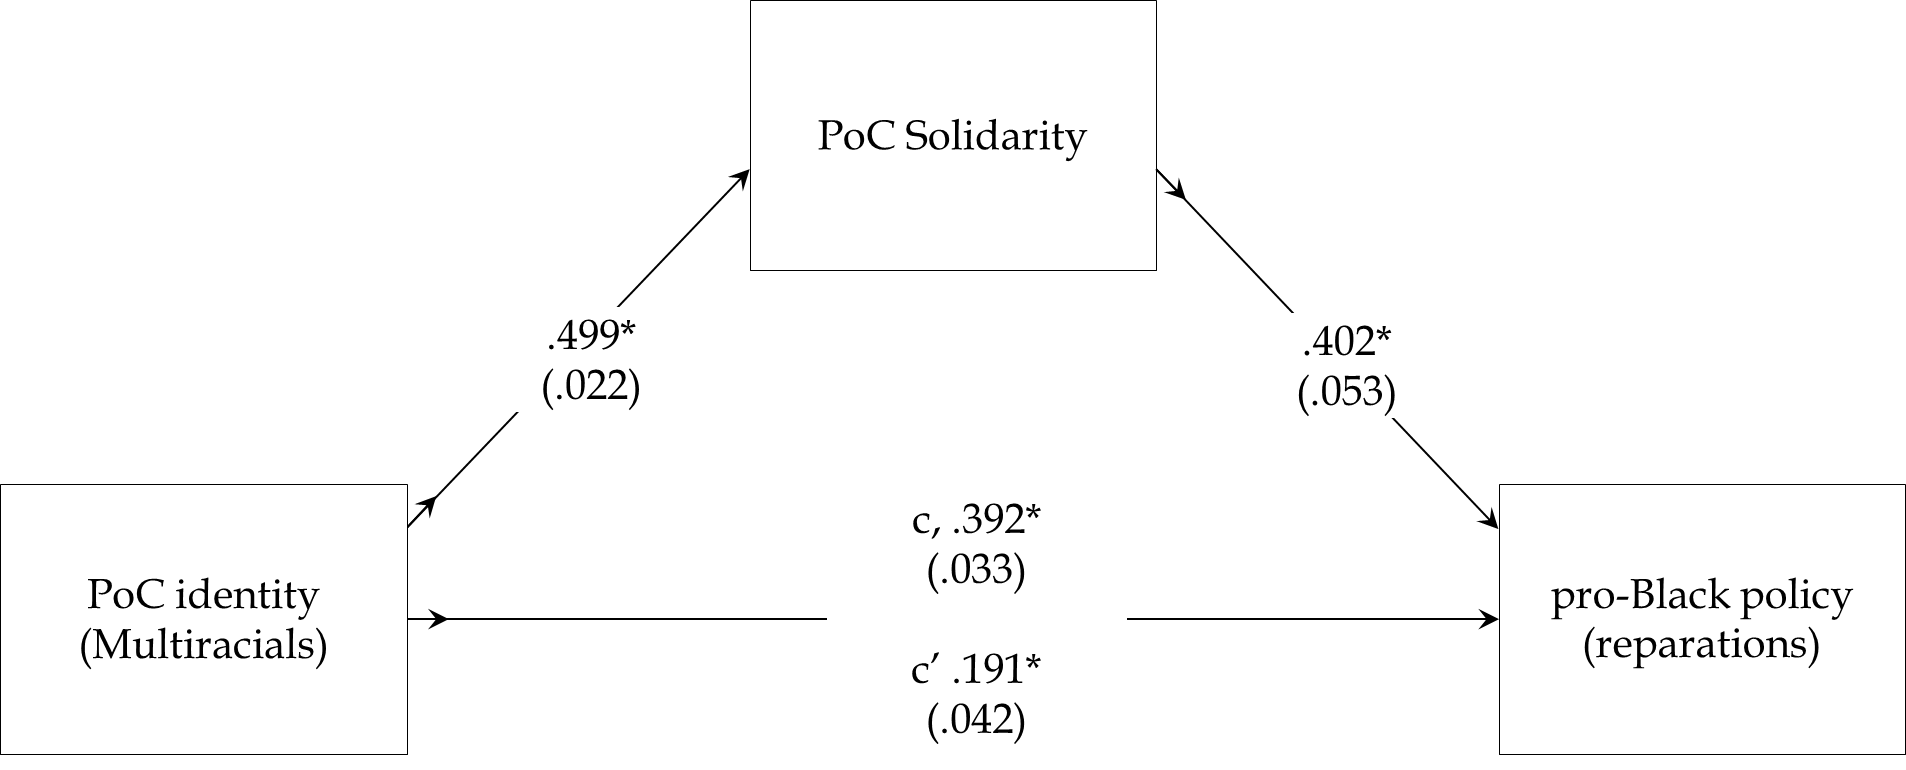 PoC Solidarity
.499*
(.022)
.402*
(.053)
c, .392*
(.033)
PoC identity
(Multiracials)
pro-Black policy
(reparations)
c’ .191*
(.042)